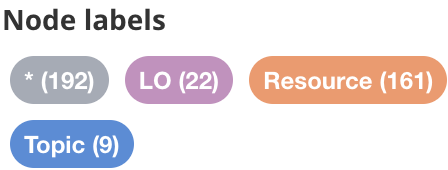 Node labels
* (192) LO (22) Resource (161)
Topic (9)